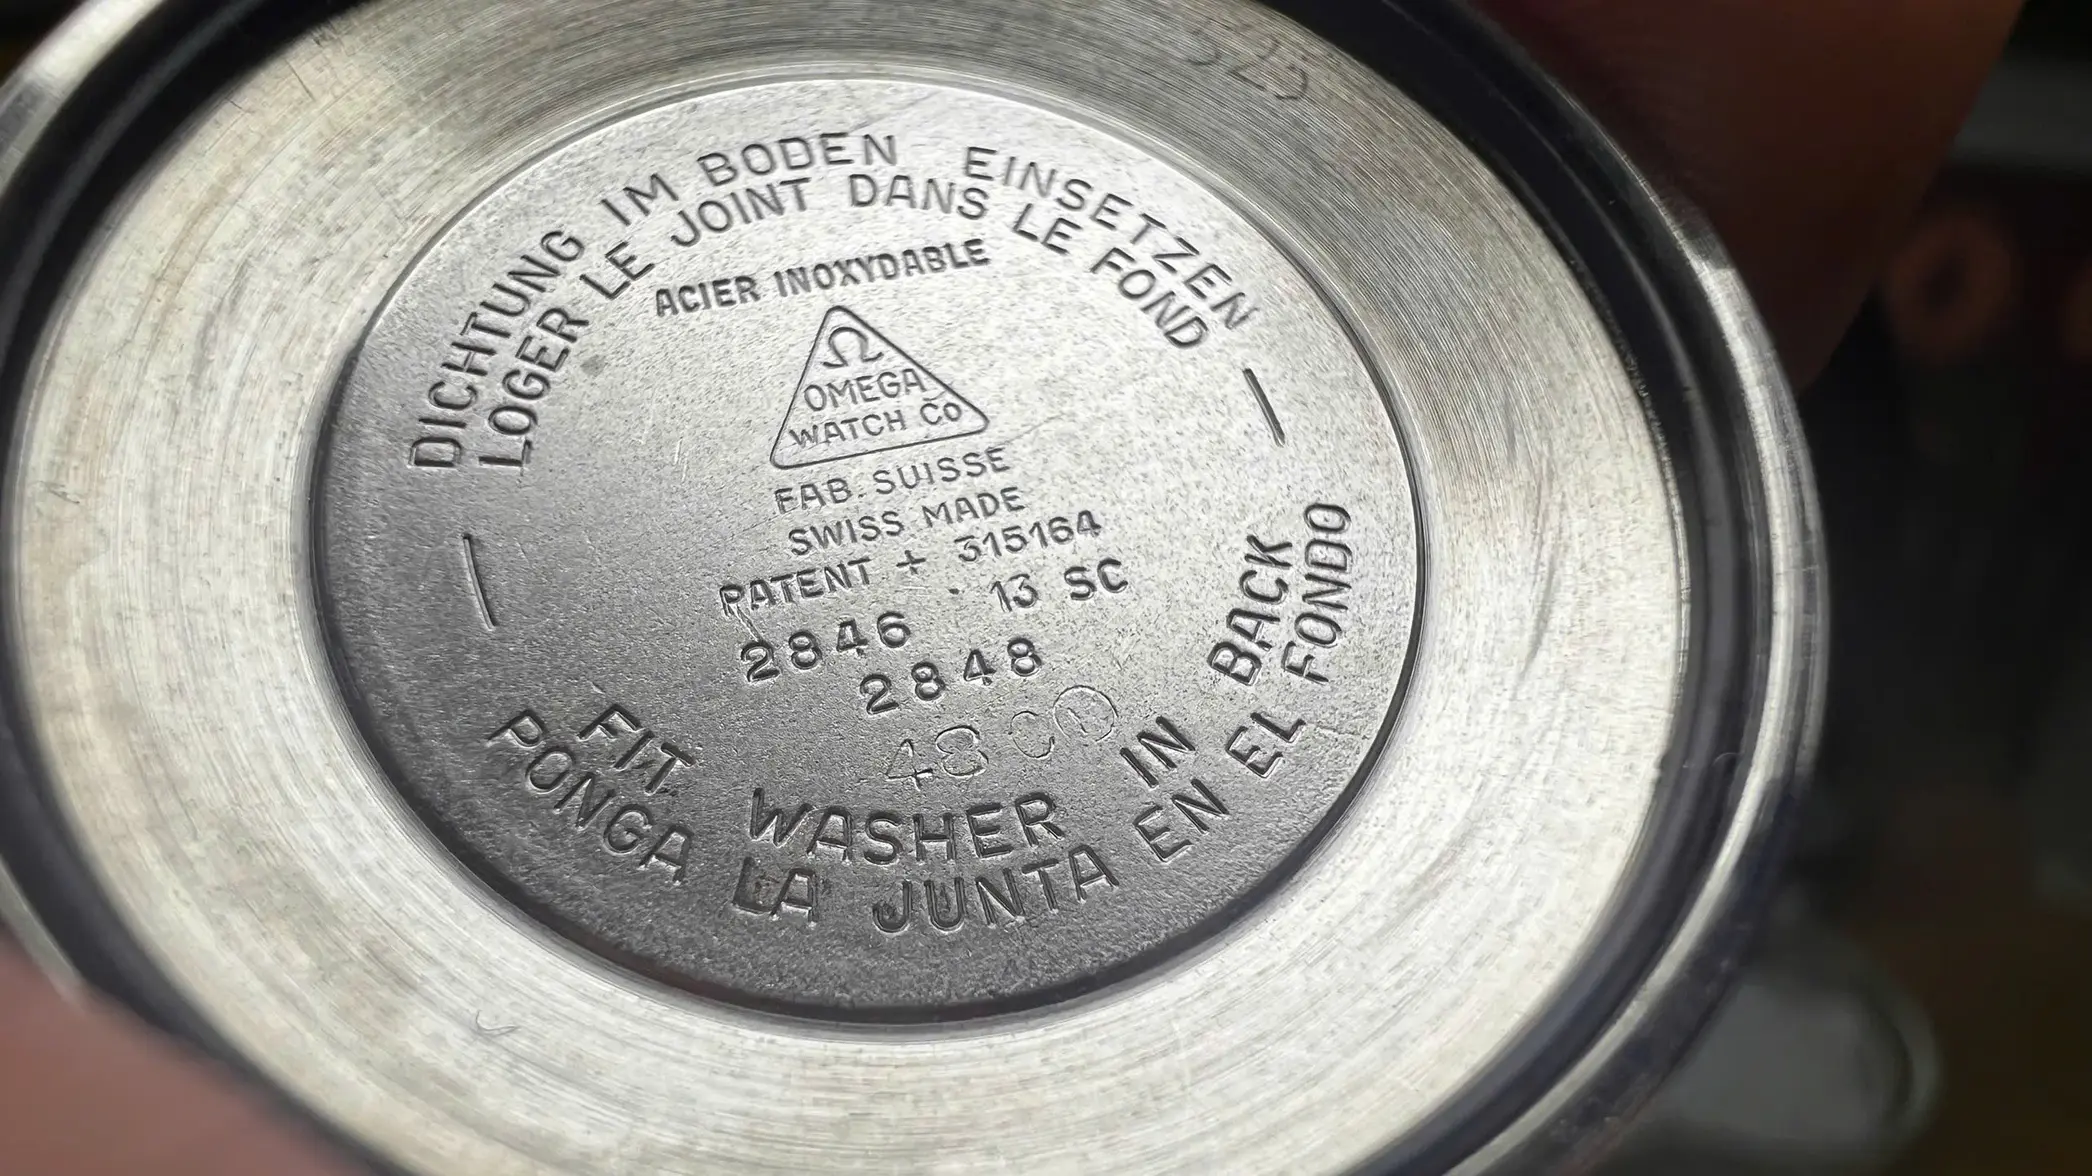 525
DICHTUNG IM BODEN EINSETZEN
LOGER LE JOINT DANS LE FOND
ACIER INOXYDABLE
Ω
OMEGA
WATCH Co
FAB. SUISSE
SWISS MADE
PATENT + 315164
2846 · 13 SC
2848
FIT WASHER IN BACK
PONGA LA JUNTA EN EL FONDO